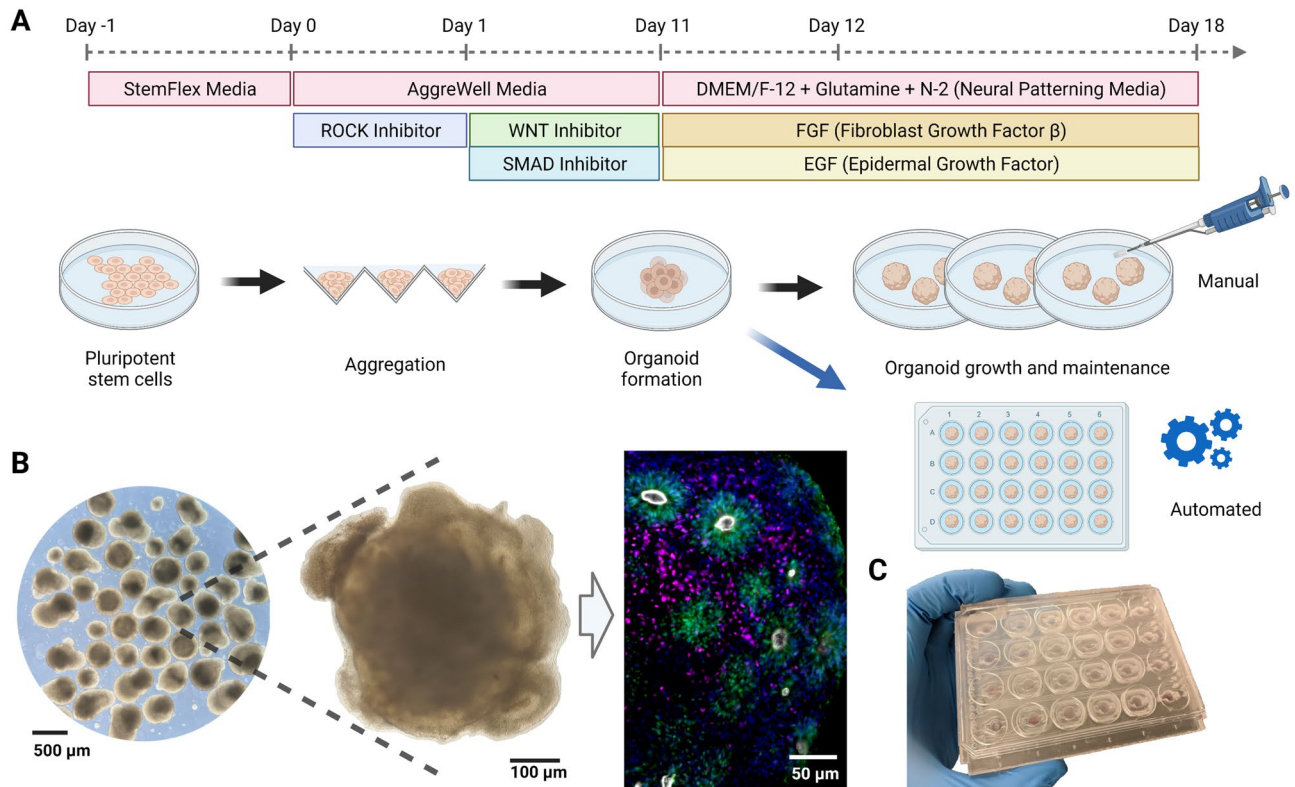 A
Day -1
Day 0
Day 1
Day 11
Day 12
Day 18
StemFlex Media
AggreWell Media
DMEM/F-12 + Glutamine + N-2 (Neural Patterning Media)
ROCK Inhibitor
WNT Inhibitor
FGF (Fibroblast Growth Factor β)
SMAD Inhibitor
EGF (Epidermal Growth Factor)
Manual
Pluripotent
stem cells
Aggregation
Organoid
formation
Organoid growth and maintenance
1 2 3 4 5 6
A
B
C
D
Automated
B
500 µm
100 µm
50 µm
C